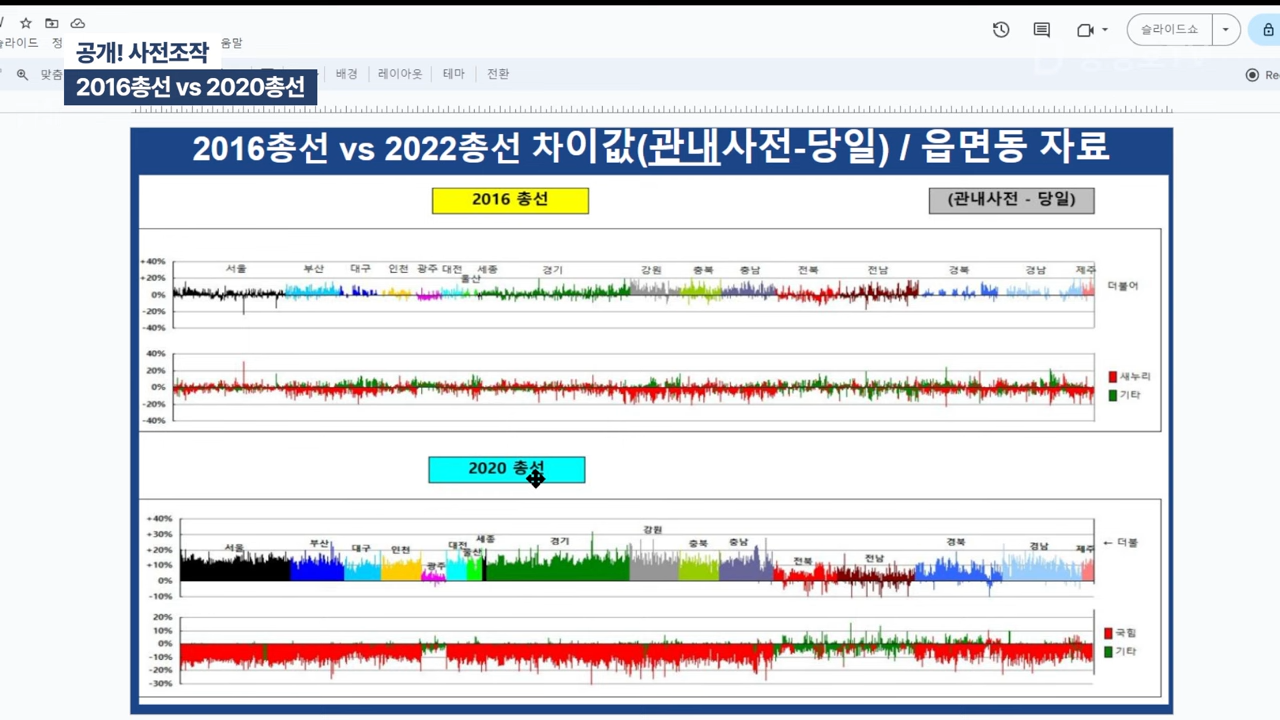 슬라이드쇼
공개! 사전조작
2016총선 vs 2020총선
움말
맞춤
배경 레이아웃 테마 전환
Re
2016총선 vs 2022총선 차이값(관내사전-당일) / 읍면동 자료
2016 총선
(관내사전 - 당일)
+40%
+20%
0%
-20%
-40%
서울 부산 대구 인천 광주 대전 울산 세종 경기 강원 충북 충남 전북 전남 경북 경남 제주
더불어
40%
20%
0%
-20%
-40%
새누리
기타
2020 총선
+40%
+30%
+20%
+10%
0%
-10%
서울 부산 대구 인천 광주 대전 울산 세종 경기 강원 충북 충남 전북 전남 경북 경남 제주
← 더불
20%
10%
0%
-10%
-20%
-30%
국힘
기타